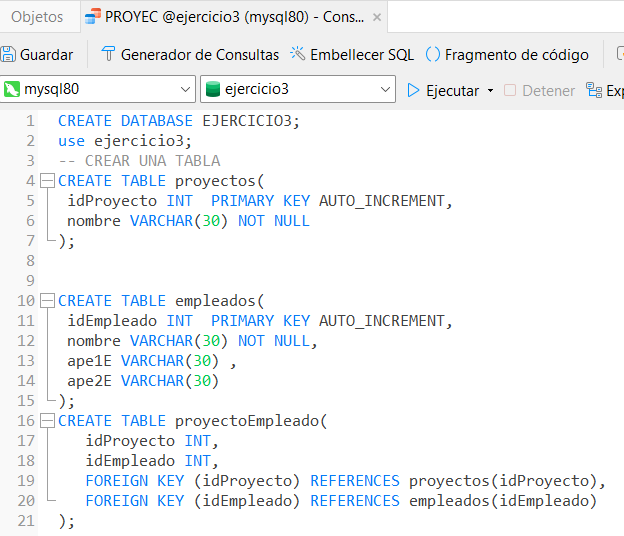 Objetos PROYEC @ejercicio3 (mysql80) - Cons... ×
Guardar Generador de Consultas Embellecer SQL () Fragmento de código
mysql80 ejercicio3 Ejecutar Detener Exp
1 CREATE DATABASE EJERCICIO3;
2 use ejercicio3;
3 -- CREAR UNA TABLA
4 CREATE TABLE proyectos(
5 idProyecto INT  PRIMARY KEY AUTO_INCREMENT,
6 nombre VARCHAR(30) NOT NULL
7 );
8
9
10 CREATE TABLE empleados(
11 idEmpleado INT  PRIMARY KEY AUTO_INCREMENT,
12 nombre VARCHAR(30) NOT NULL,
13 ape1E VARCHAR(30) ,
14 ape2E VARCHAR(30)
15 );
16 CREATE TABLE proyectoEmpleado(
17 idProyecto INT,
18 idEmpleado INT,
19 FOREIGN KEY (idProyecto) REFERENCES proyectos(idProyecto),
20 FOREIGN KEY (idEmpleado) REFERENCES empleados(idEmpleado)
21 );